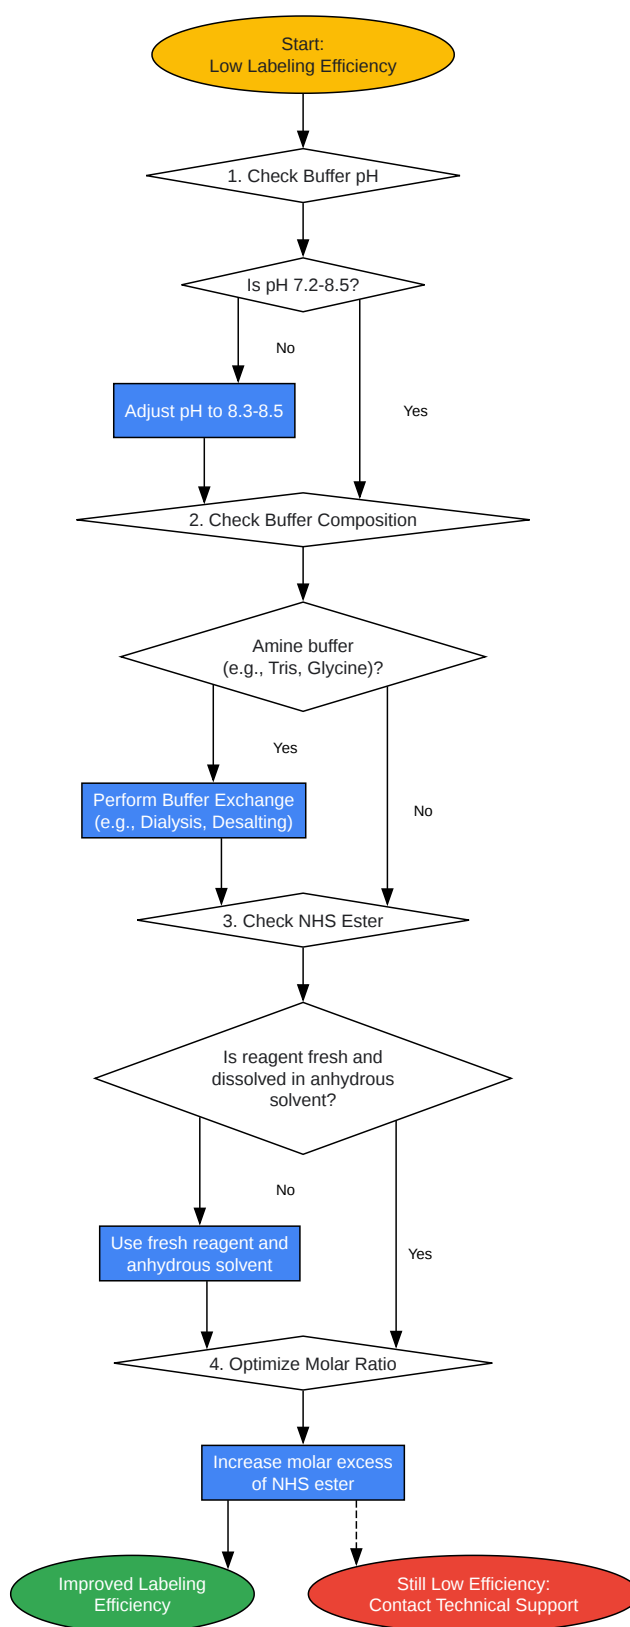 Start:
Low Labeling Efficiency
1. Check Buffer pH
Is pH 7.2-8.5?
No
Adjust pH to 8.3-8.5
Yes
2. Check Buffer Composition
Amine buffer
(e.g., Tris, Glycine)?
Yes
Perform Buffer Exchange
(e.g., Dialysis, Desalting)
No
3. Check NHS Ester
Is reagent fresh and
dissolved in anhydrous
solvent?
No
Use fresh reagent and
anhydrous solvent
Yes
4. Optimize Molar Ratio
Increase molar excess
of NHS ester
Improved Labeling
Efficiency
Still Low Efficiency:
Contact Technical Support